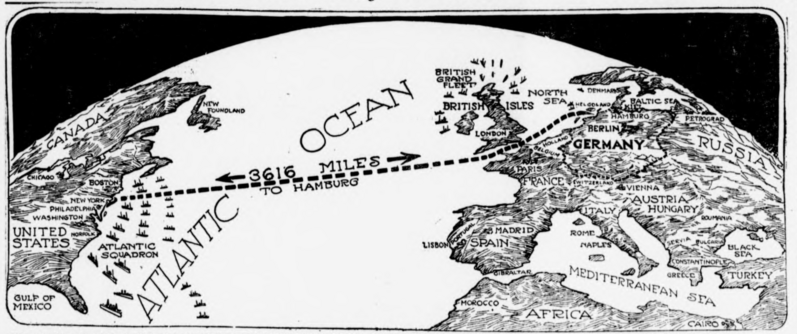 CANADA
NEW
FOUNDLAND
CHICAGO
BOSTON
NEW YORK
PHILADELPHIA
WASHINGTON
NORFOLK
UNITED
STATES
ATLANTIC
SQUADRON
GULF OF
MEXICO
ATLANTIC
OCEAN
3616 MILES
TO HAMBURG
BRITISH
GRAND
FLEET
BRITISH ISLES
LONDON
NORTH
SEA
DENMARK
HELGOLAND
KIEL
BALTIC SEA
HAMBURG
PETROGRAD
BERLIN
GERMANY
RUSSIA
HOLLAND
PARIS
FRANCE
SWITZERLAND
VIENNA
AUSTRIA
HUNGARY
ROUMANIA
ITALY
ROME
NAPLES
SERVIA
BULGARIA
BLACK
SEA
CONSTANTINOPLE
GREECE
TURKEY
LISBON
MADRID
SPAIN
GIBRALTAR
MEDITERRANEAN SEA
MOROCCO
AFRICA
CAIRO